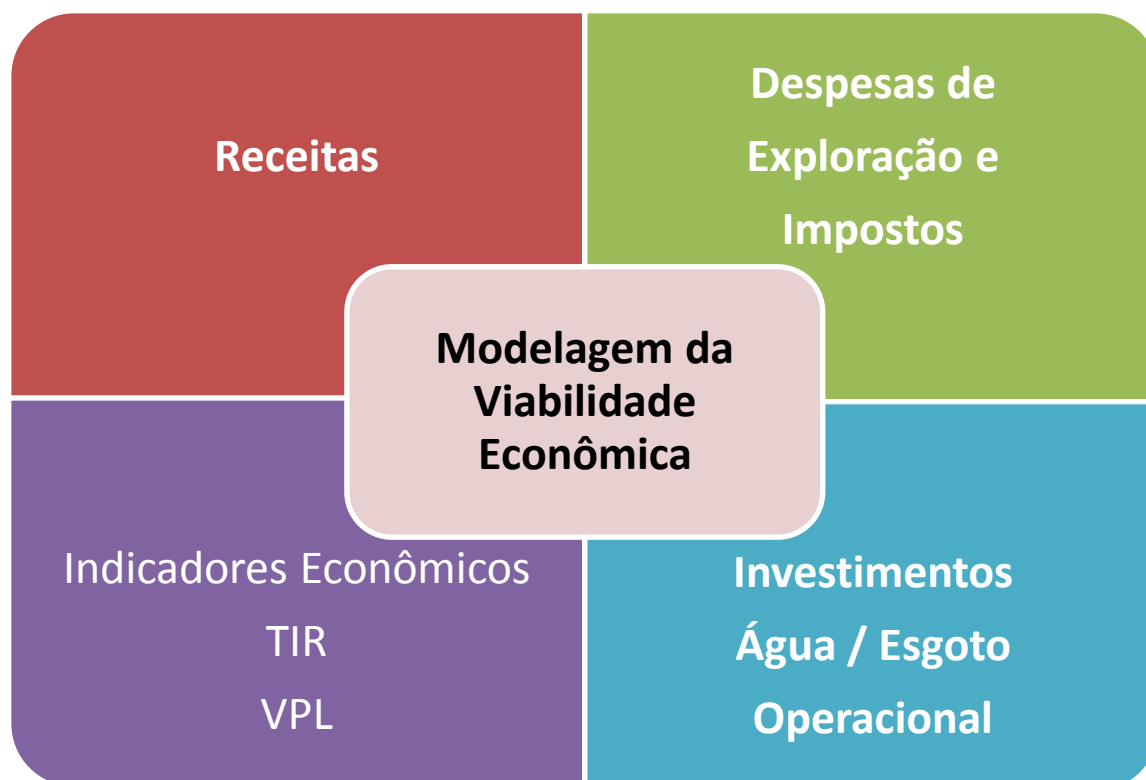 Receitas
Despesas de
Exploração e
Impostos
Modelagem da
Viabilidade
Econômica
Indicadores Econômicos
TIR
VPL
Investimentos
Água / Esgoto
Operacional